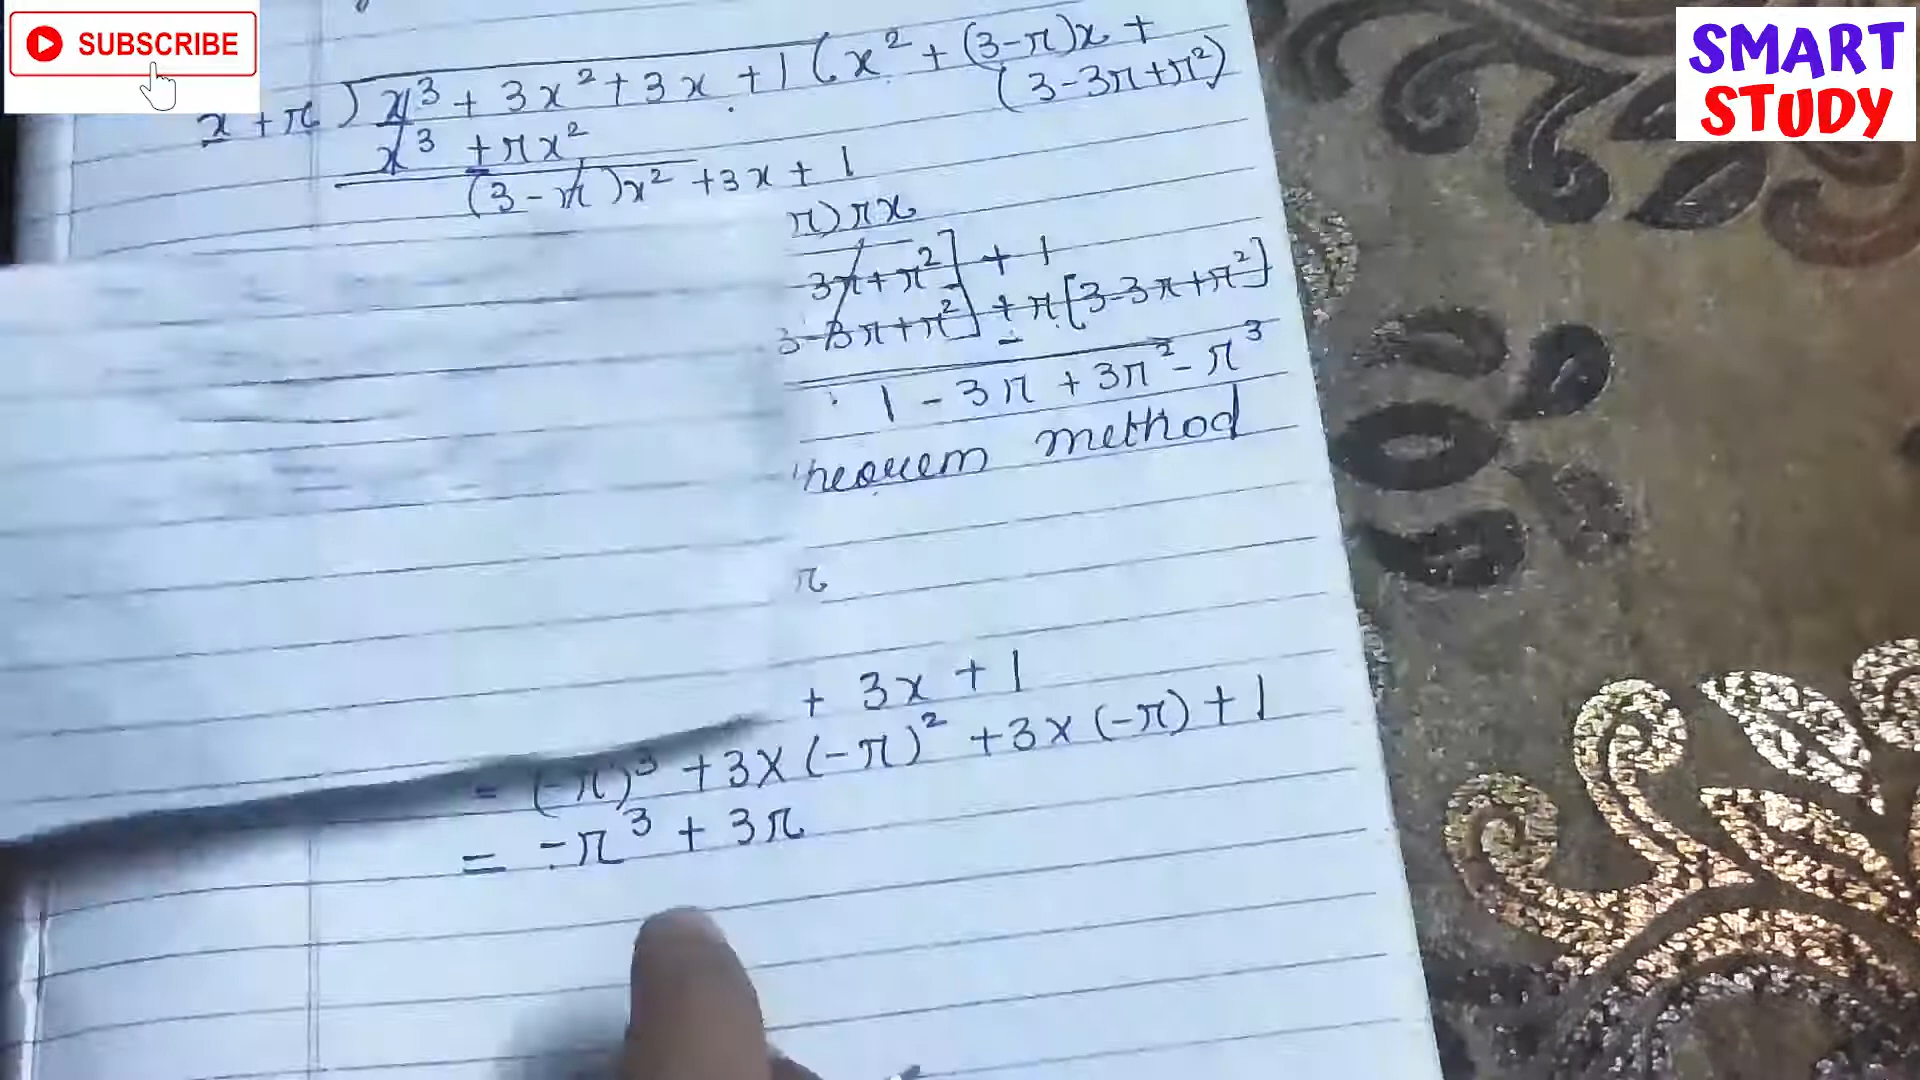 SUBSCRIBE
SMART
STUDY
x + π ) x³ + 3x² + 3x + 1 ( x² + (3-π)x +
(3-3π+π²)
x³ + πx²
(3-π)x² + 3x + 1
π)πx
3π+π²] + 1
3-3π+π²] + π[3-3π+π²]
-
1 - 3π + 3π² - π³
heorem method
π
+ 3x + 1
= (-π)³ + 3×(-π)² + 3×(-π) + 1
= -π³ + 3π